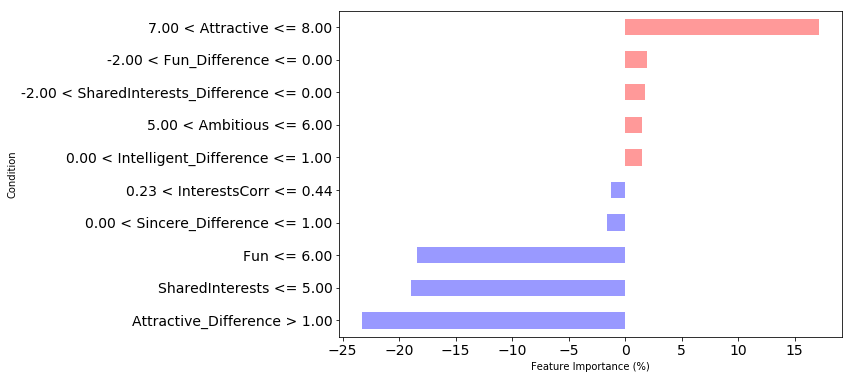 7.00 < Attractive <= 8.00
-2.00 < Fun_Difference <= 0.00
-2.00 < SharedInterests_Difference <= 0.00
5.00 < Ambitious <= 6.00
0.00 < Intelligent_Difference <= 1.00
0.23 < InterestsCorr <= 0.44
0.00 < Sincere_Difference <= 1.00
Fun <= 6.00
SharedInterests <= 5.00
Attractive_Difference > 1.00
Condition
−25 −20 −15 −10 −5 0 5 10 15
Feature Importance (%)